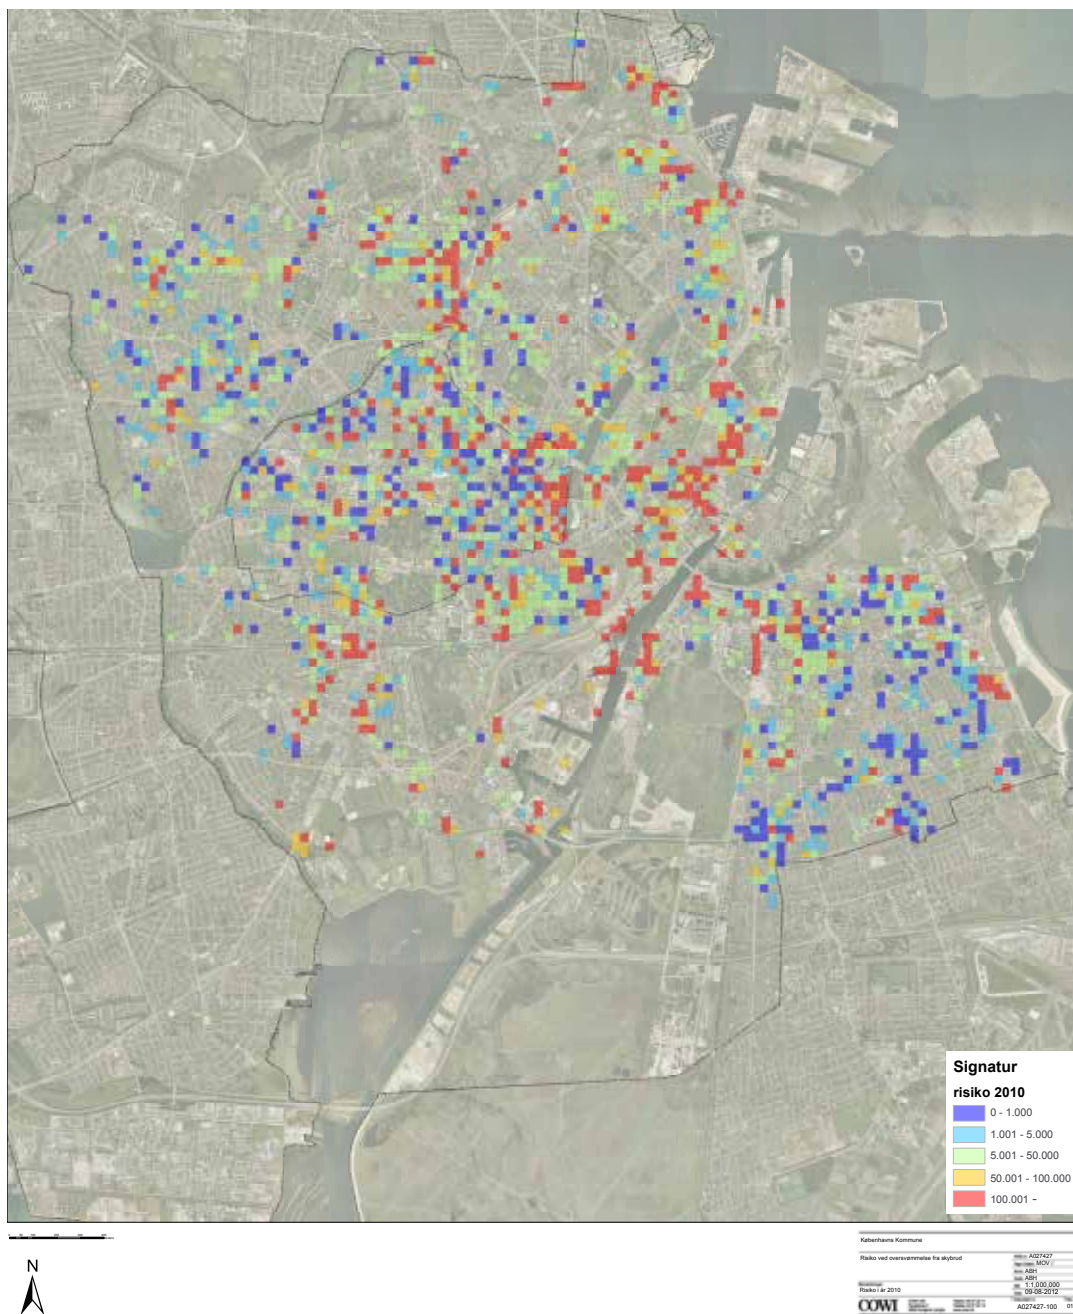 Signatur
risiko 2010
0 - 1.000
1.001 - 5.000
5.001 - 50.000
50.001 - 100.000
100.001 -
N
Københavns Kommune
Risiko ved oversvømmelse fra skybrud
A027427
MOV
ABH
ABH
1:1.000.000
Risiko i år 2010
09-08-2012
COWI
A027427-100